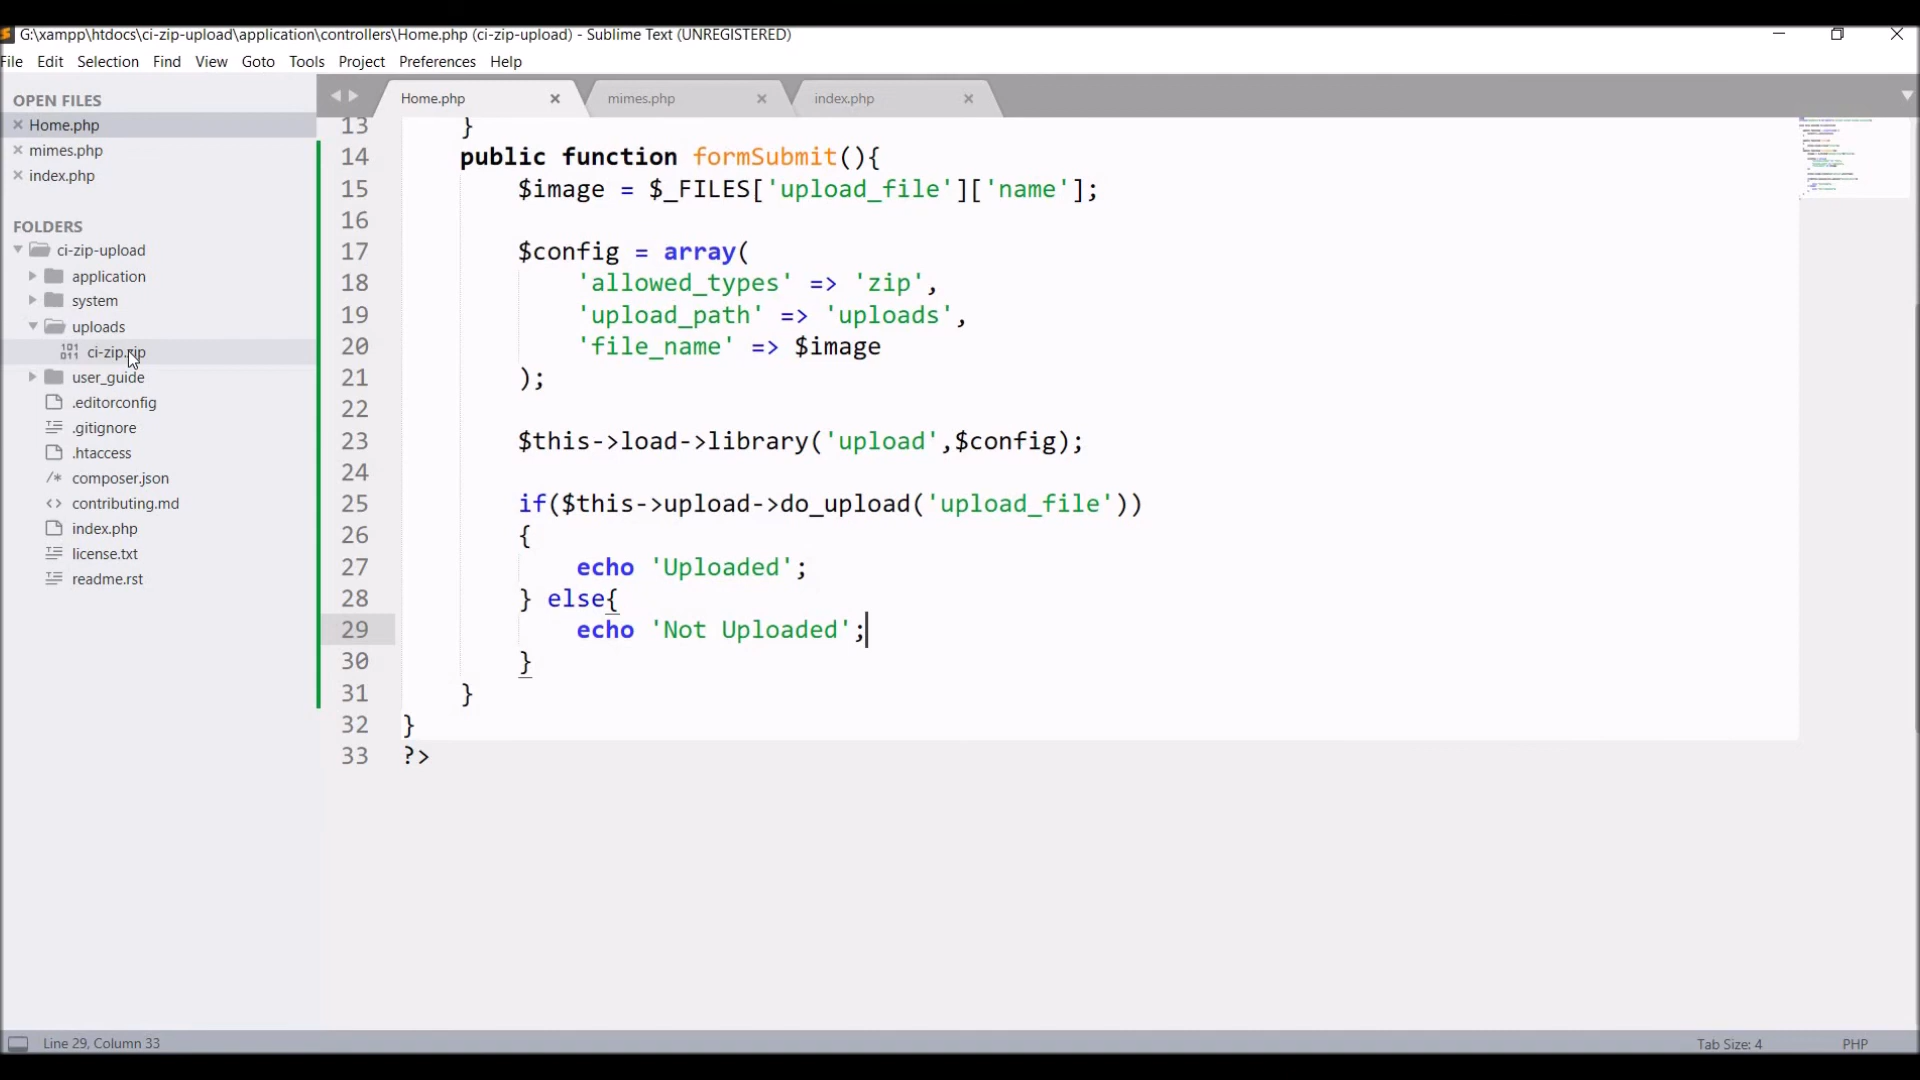 G:\xampp\htdocs\ci-zip-upload\application\controllers\Home.php (ci-zip-upload) - Sublime Text (UNREGISTERED)
File Edit Selection Find View Goto Tools Project Preferences Help
OPEN FILES
Home.php
mimes.php
index.php
FOLDERS
ci-zip-upload
application
system
uploads
ci-zip.zip
user_guide
.editorconfig
.gitignore
.htaccess
composer.json
contributing.md
index.php
license.txt
readme.rst
Home.php mimes.php index.php
13 }
14 public function formSubmit(){
15 $image = $_FILES['upload_file']['name'];
16
17 $config = array(
18 'allowed_types' => 'zip',
19 'upload_path' => 'uploads',
20 'file_name' => $image
21 );
22
23 $this->load->library('upload',$config);
24
25 if($this->upload->do_upload('upload_file'))
26 {
27 echo 'Uploaded';
28 } else{
29 echo 'Not Uploaded';
30 }
31 }
32 }
33 ?>
Line 29, Column 33
Tab Size: 4
PHP